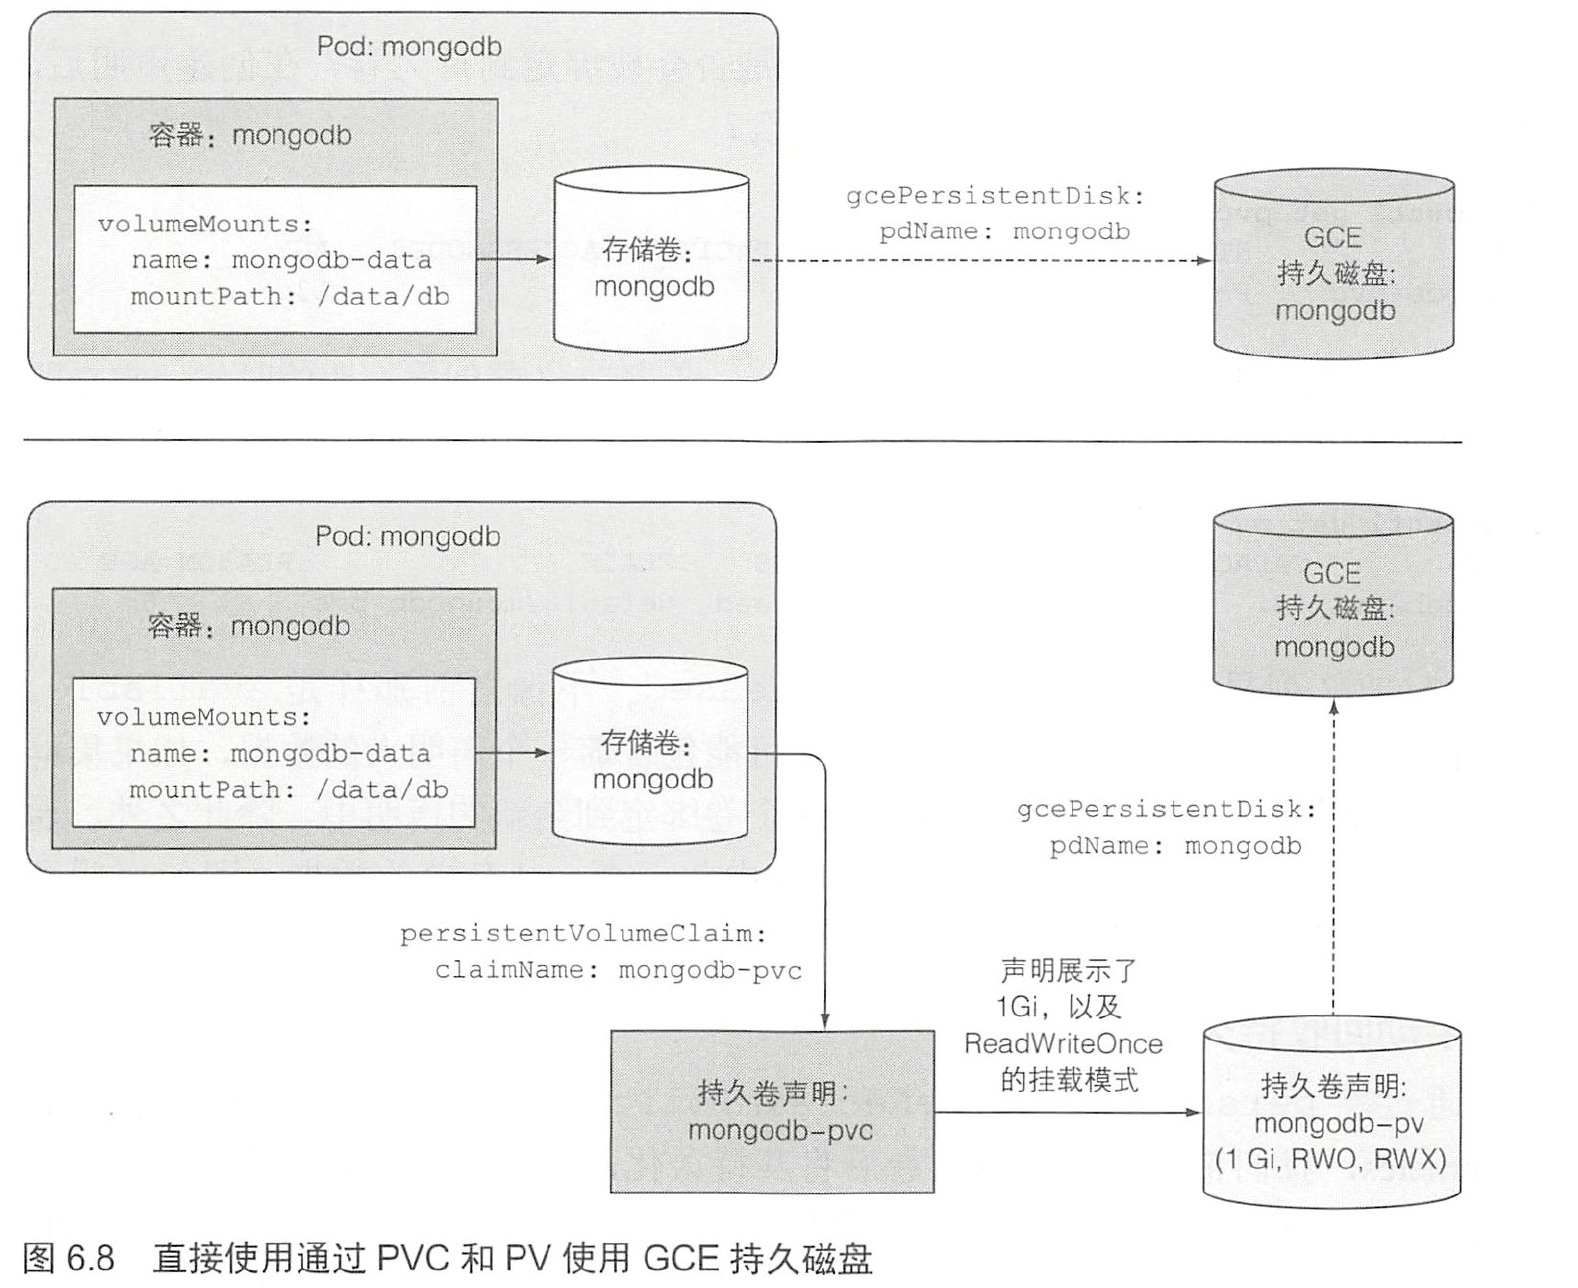 Pod: mongodb
容器：mongodb
volumeMounts:
name: mongodb-data
mountPath: /data/db
存储卷：
mongodb
gcePersistentDisk:
pdName: mongodb
GCE
持久磁盘：
mongodb
Pod: mongodb
容器：mongodb
volumeMounts:
name: mongodb-data
mountPath: /data/db
存储卷：
mongodb
GCE
持久磁盘：
mongodb
gcePersistentDisk:
pdName: mongodb
persistentVolumeClaim:
claimName: mongodb-pvc
声明展示了
1Gi，以及
ReadWriteOnce
的挂载模式
持久卷声明：
mongodb-pvc
持久卷声明：
mongodb-pv
(1 Gi, RWO, RWX)
图 6.8 直接使用通过 PVC 和 PV 使用 GCE 持久磁盘